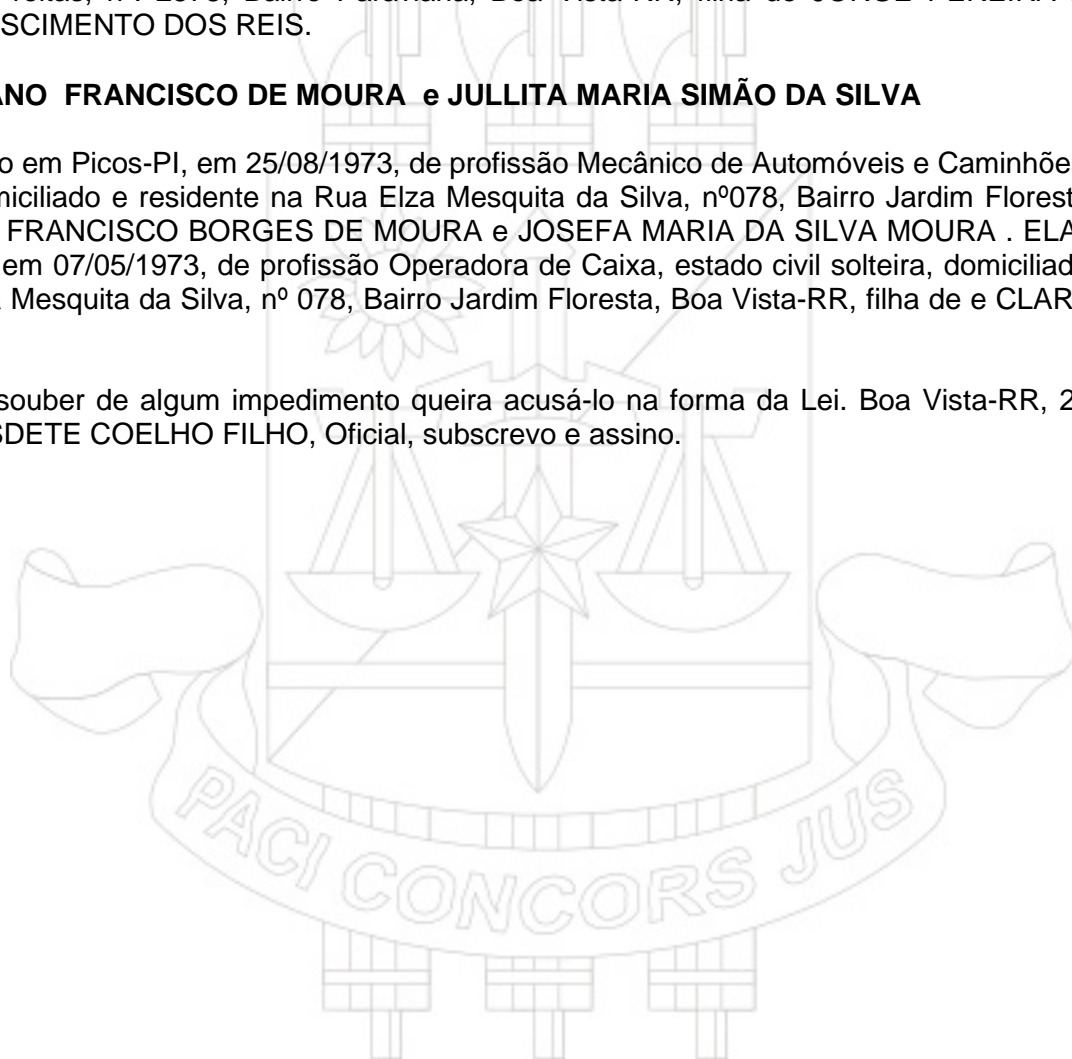 Bairro Boa Vista-RR, filha de JORGE PEREIRA
SCIMENTO DOS REIS.
ANO FRANCISCO DE MOURA e JULLITA MARIA SIMÃO DA SILVA
o em Picos-PI, em 25/08/1973, de profissão Mecânico de Automóveis e Caminhõe
miciliado e residente na Rua Elza Mesquita da Silva, nº078, Bairro Jardim Florest
FRANCISCO BORGES DE MOURA e JOSEFA MARIA DA SILVA MOURA . ELA
em 07/05/1973, de profissão Operadora de Caixa, estado civil solteira, domiciliad
Mesquita da Silva, nº 078, Bairro Jardim Floresta, Boa Vista-RR, filha de e CLAR
souber de algum impedimento queira acusá-lo na forma da Lei. Boa Vista-RR, 2
SDETE COELHO FILHO, Oficial, subscrevo e assino.
PACI CONCORS JUS